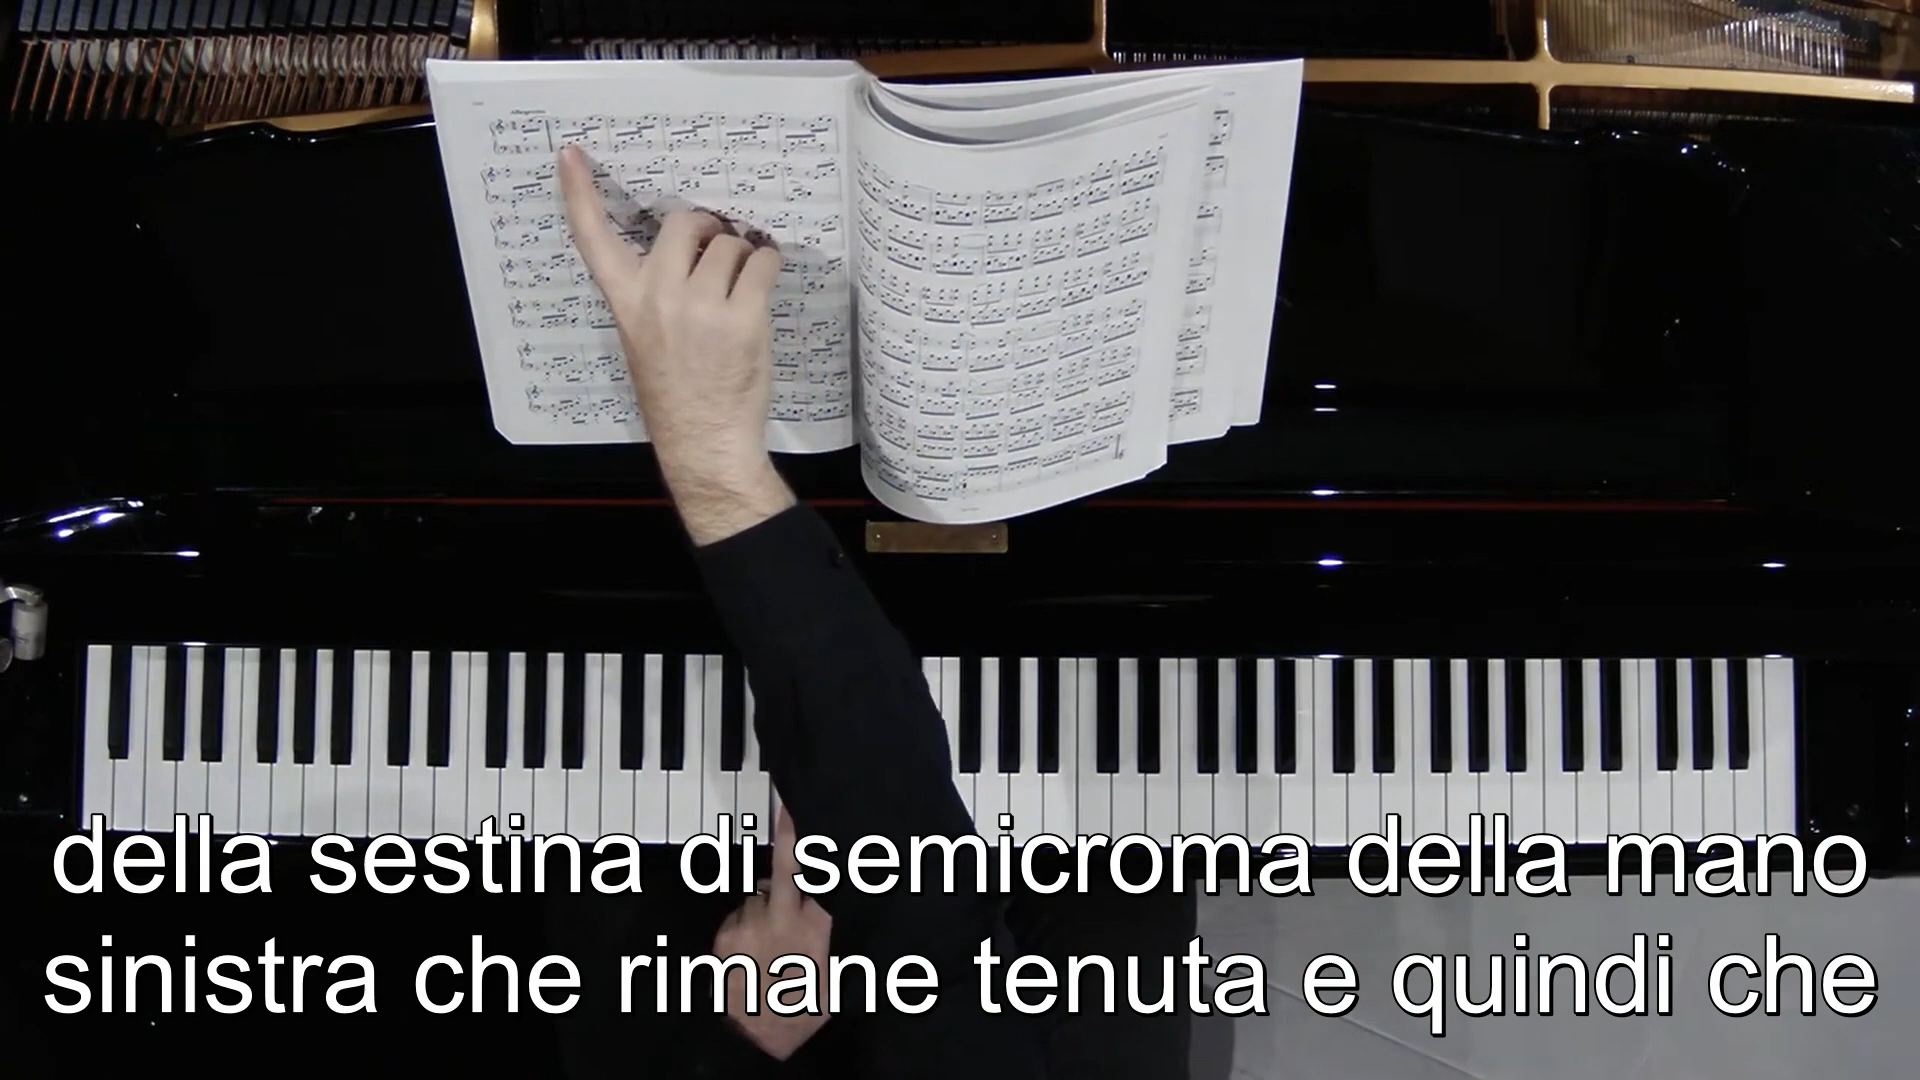 della sestina di semicroma della mano
sinistra che rimane tenuta e quindi che